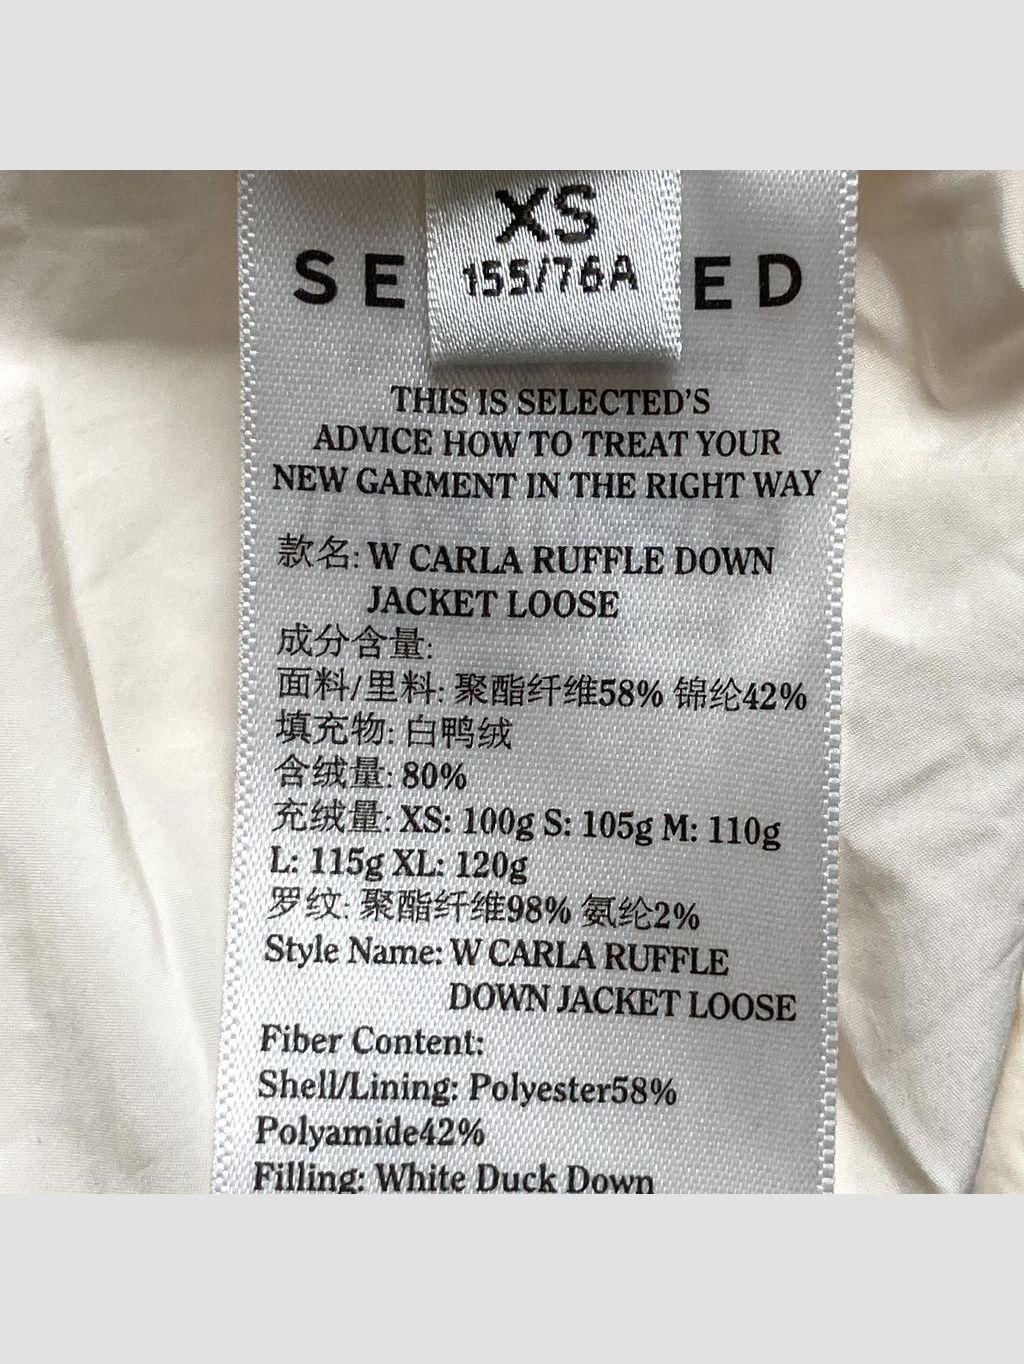 XS
155/76A
SE ED
THIS IS SELECTED'S
ADVICE HOW TO TREAT YOUR
NEW GARMENT IN THE RIGHT WAY
款名: W CARLA RUFFLE DOWN
JACKET LOOSE
成分含量:
面料/里料: 聚酯纤维58% 锦纶42%
填充物: 白鸭绒
含绒量: 80%
充绒量: XS: 100g S: 105g M: 110g
L: 115g XL: 120g
罗纹: 聚酯纤维98% 氨纶2%
Style Name: W CARLA RUFFLE
DOWN JACKET LOOSE
Fiber Content:
Shell/Lining: Polyester58%
Polyamide42%
Filling: White Duck Down